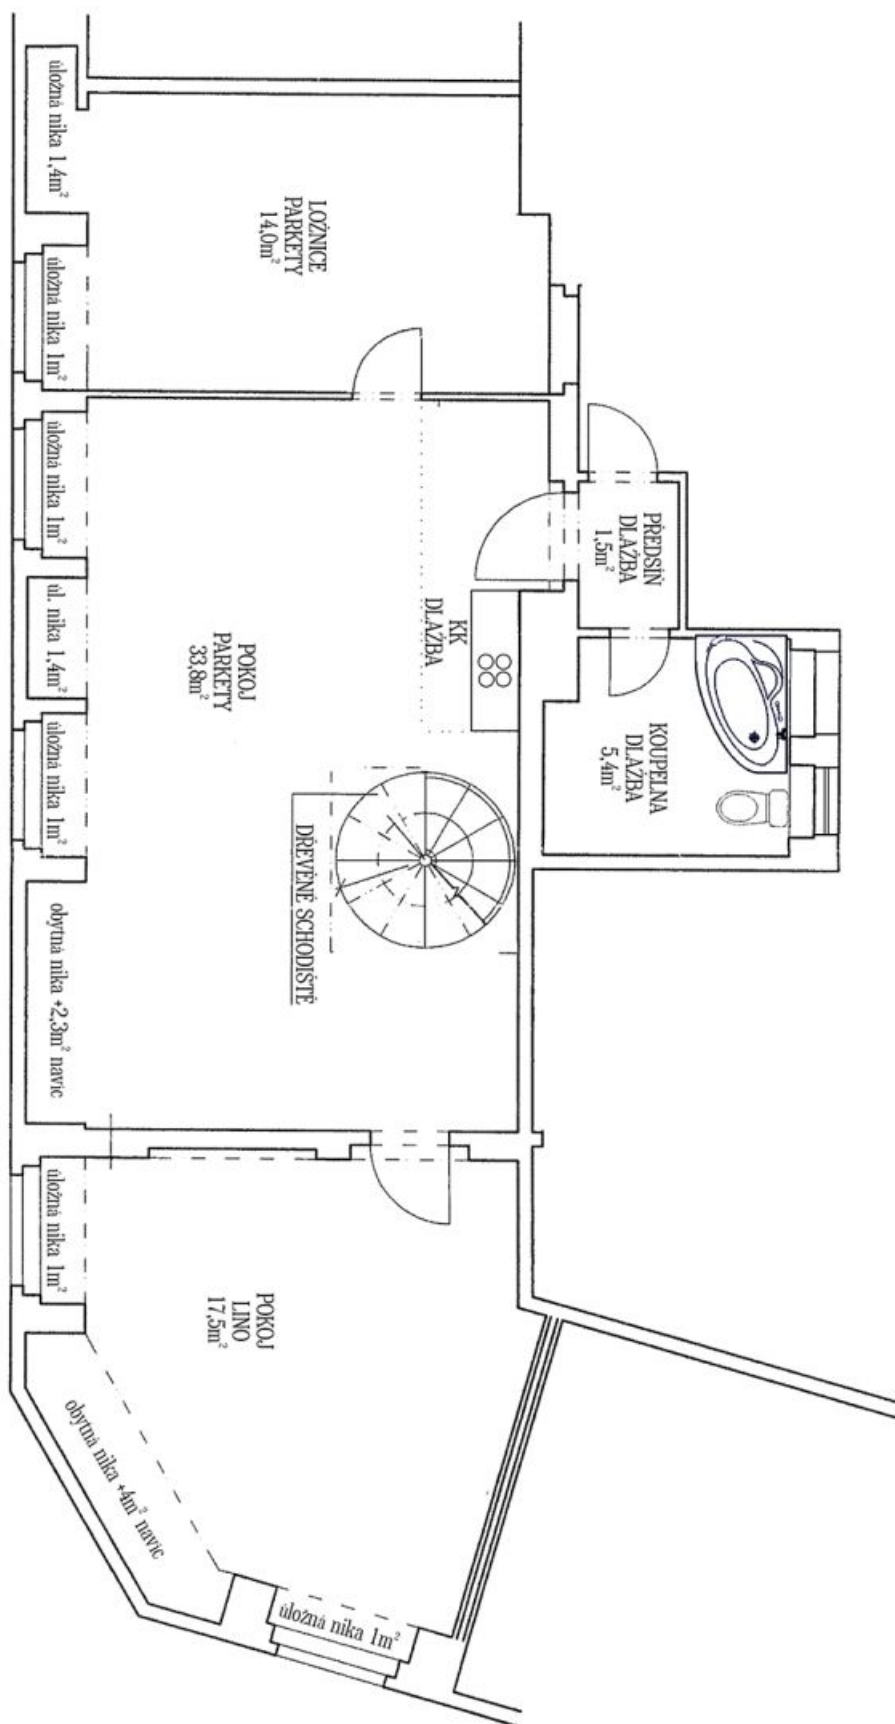 úložná nika 1,4m²
LOŽNICE
PARKETY
14,0m²
úložná nika 1m²
úložná nika 1m²
PŘEDSÍŇ
DLAŽBA
1,5m²
úl. nika 1,4m²
KK
DLAŽBA
POKOJ
PARKETY
33,8m²
KOUPELNA
DLAŽBA
5,4m²
úložná nika 1m²
DŘEVĚNÉ SCHODIŠTĚ
obytná nika +2,3m² navíc
úložná nika 1m²
POKOJ
LINO
17,5m²
obytná nika +4m² navíc
úložná nika 1m²